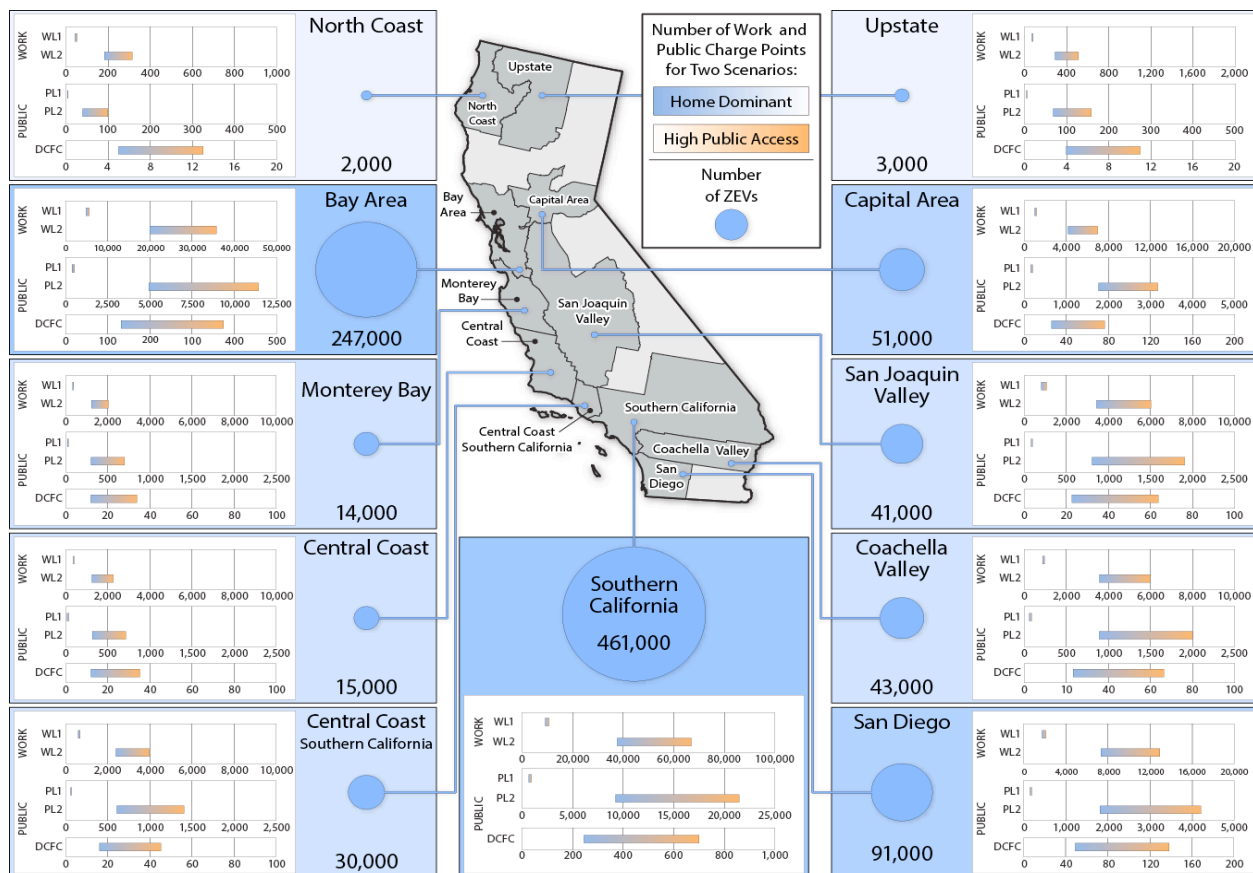 North Coast
WORK
WL1
WL2
0 200 400 600 800 1,000
PUBLIC
PL1
PL2
0 100 200 300 400 500
DCFC
0 4 8 12 16 20
2,000
Bay Area
WORK
WL1
WL2
0 10,000 20,000 30,000 40,000 50,000
PUBLIC
PL1
PL2
0 2,500 5,000 7,500 10,000 12,500
DCFC
0 100 200 300 400 500
247,000
Monterey Bay
WORK
WL1
WL2
0 2,000 4,000 6,000 8,000 10,000
PUBLIC
PL1
PL2
0 500 1,000 1,500 2,000 2,500
DCFC
0 20 40 60 80 100
14,000
Central Coast
WORK
WL1
WL2
0 2,000 4,000 6,000 8,000 10,000
PUBLIC
PL1
PL2
0 500 1,000 1,500 2,000 2,500
DCFC
0 20 40 60 80 100
15,000
Central Coast
Southern California
WORK
WL1
WL2
0 2,000 4,000 6,000 8,000 10,000
PUBLIC
PL1
PL2
0 500 1,000 1,500 2,000 2,500
DCFC
0 20 40 60 80 100
30,000
Upstate
North
Coast
Bay
Area
Capital Area
Monterey
Bay
San Joaquin
Valley
Central
Coast
Southern California
Central Coast
Southern California
Coachella Valley
San
Diego
Number of Work and
Public Charge Points
for Two Scenarios:
Home Dominant
High Public Access
Number
of ZEVs
Southern
California
461,000
WORK
WL1
WL2
0 20,000 40,000 60,000 80,000 100,000
PUBLIC
PL1
PL2
0 5,000 10,000 15,000 20,000 25,000
DCFC
0 200 400 600 800 1,000
Upstate
WORK
WL1
WL2
0 400 800 1,200 1,600 2,000
PUBLIC
PL1
PL2
0 100 200 300 400 500
DCFC
0 4 8 12 16 20
3,000
Capital Area
WORK
WL1
WL2
0 4,000 8,000 12,000 16,000 20,000
PUBLIC
PL1
PL2
0 1,000 2,000 3,000 4,000 5,000
DCFC
0 40 80 120 160 200
51,000
San Joaquin
Valley
WORK
WL1
WL2
0 2,000 4,000 6,000 8,000 10,000
PUBLIC
PL1
PL2
0 500 1,000 1,500 2,000 2,500
DCFC
0 20 40 60 80 100
41,000
Coachella
Valley
WORK
WL1
WL2
0 2,000 4,000 6,000 8,000 10,000
PUBLIC
PL1
PL2
0 500 1,000 1,500 2,000 2,500
DCFC
0 10 40 60 80 100
43,000
San Diego
WORK
WL1
WL2
0 4,000 8,000 12,000 16,000 20,000
PUBLIC
PL1
PL2
0 1,000 2,000 3,000 4,000 5,000
DCFC
0 40 80 120 160 200
91,000